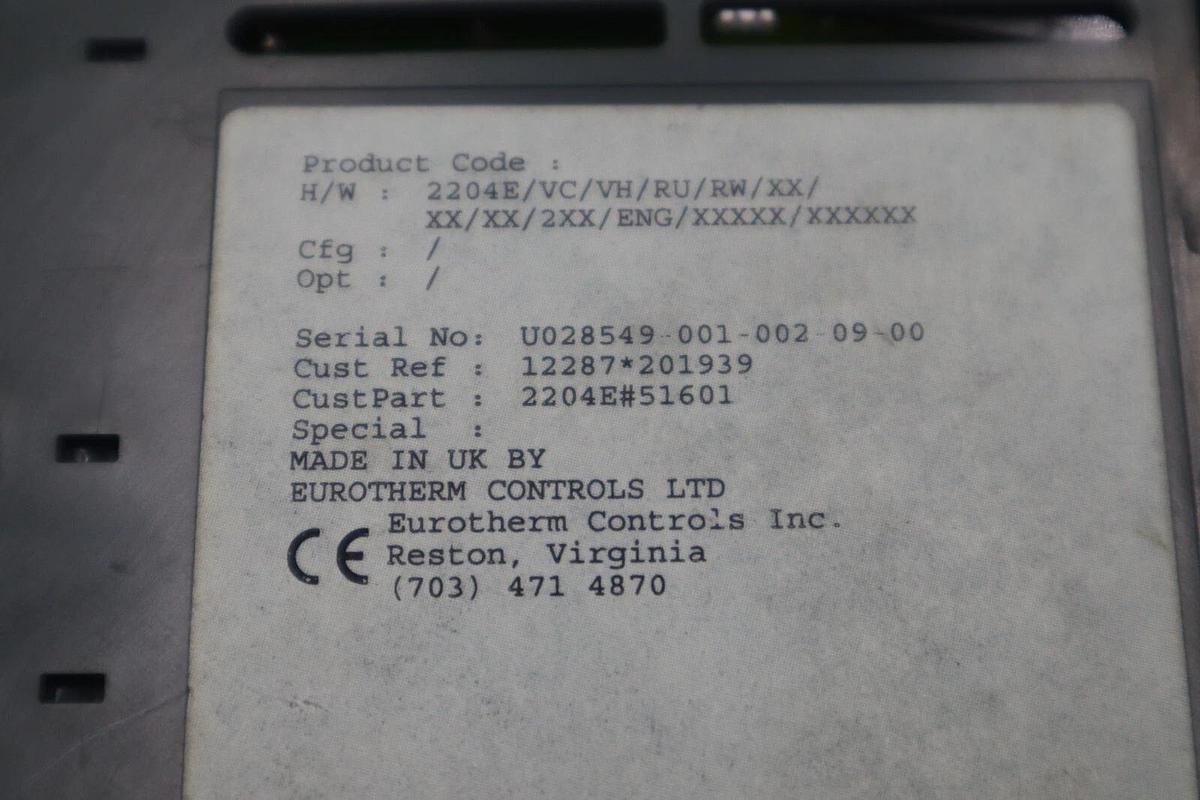 Product Code :
H/W : 2204E/VC/VH/RU/RW/XX/
XX/XX/2XX/ENG/XXXXX/XXXXXX
Cfg : /
Opt : /
Serial No: U028549-001-002-09-00
Cust Ref : 12287*201939
CustPart : 2204E#51601
Special :
MADE IN UK BY
EUROTHERM CONTROLS LTD
Eurotherm Controls Inc.
CE Reston, Virginia
(703) 471 4870